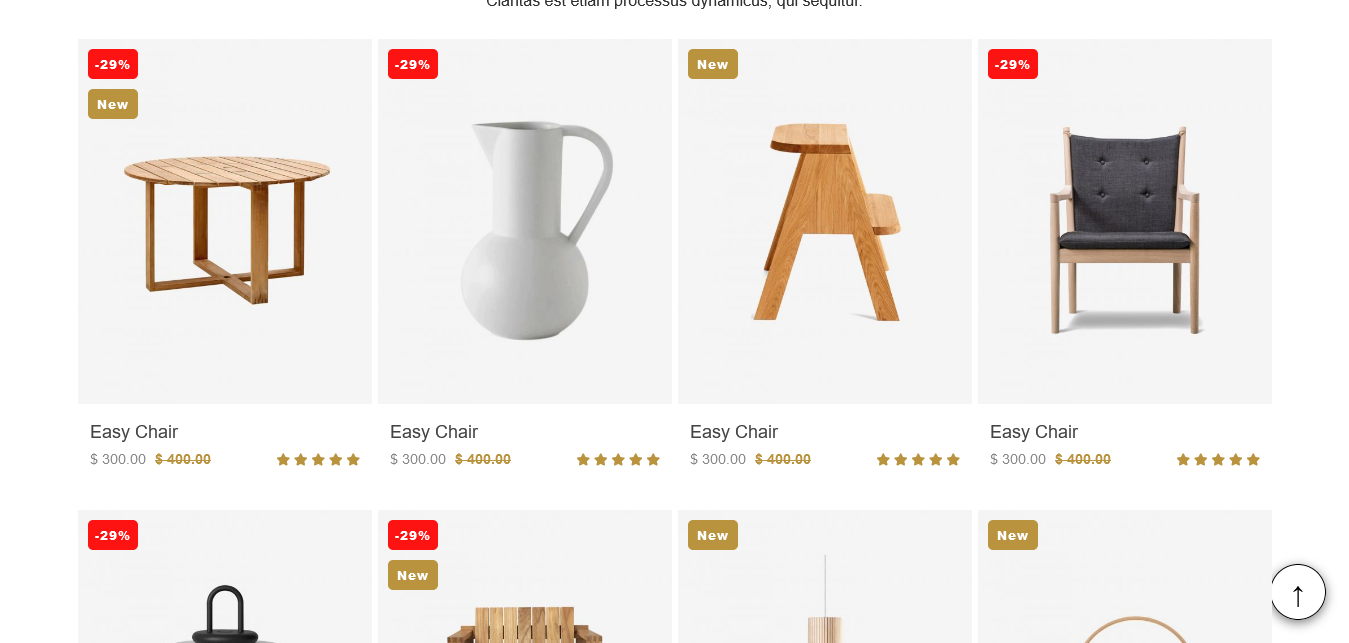 Claritas est etiam processus dynamicus, qui sequitur.
-29%
New
-29%
New
-29%
Easy Chair
$ 300.00 $ 400.00
Easy Chair
$ 300.00 $ 400.00
Easy Chair
$ 300.00 $ 400.00
Easy Chair
$ 300.00 $ 400.00
-29%
-29%
New
New
New
↑